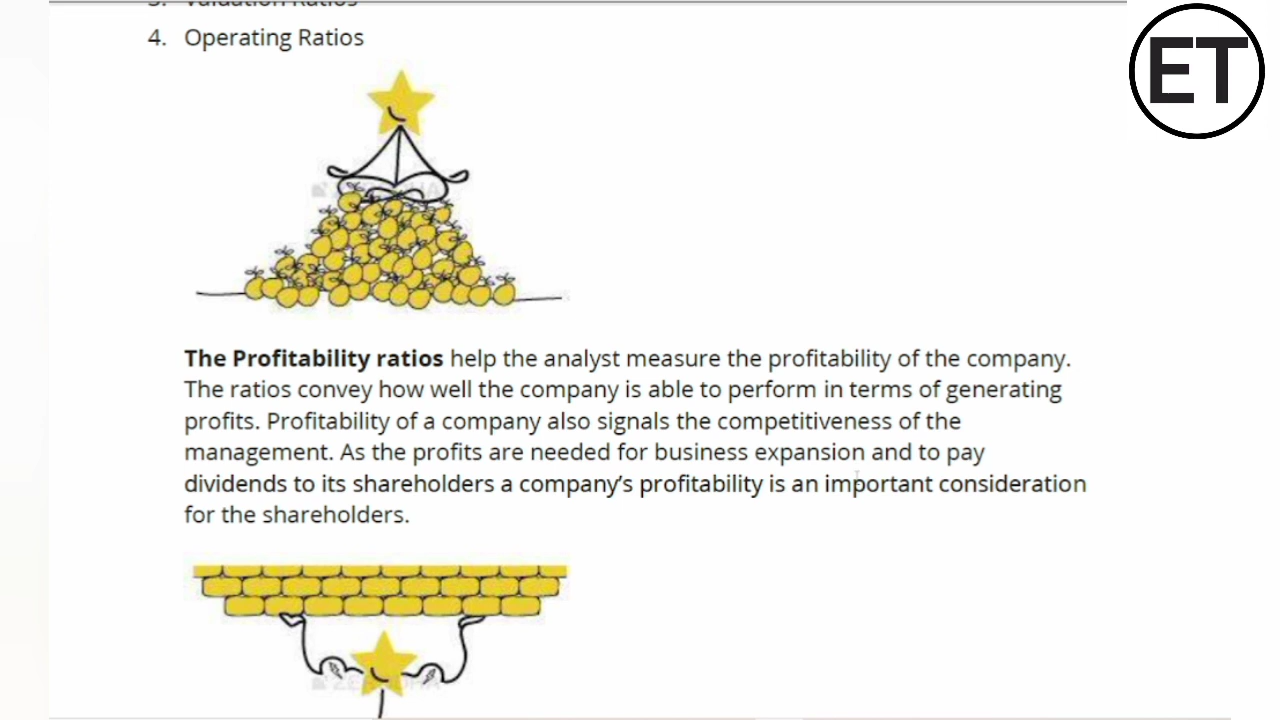 3. Valuation Ratios
4. Operating Ratios
ET
The Profitability ratios help the analyst measure the profitability of the company.
The ratios convey how well the company is able to perform in terms of generating
profits. Profitability of a company also signals the competitiveness of the
management. As the profits are needed for business expansion and to pay
dividends to its shareholders a company’s profitability is an important consideration
for the shareholders.